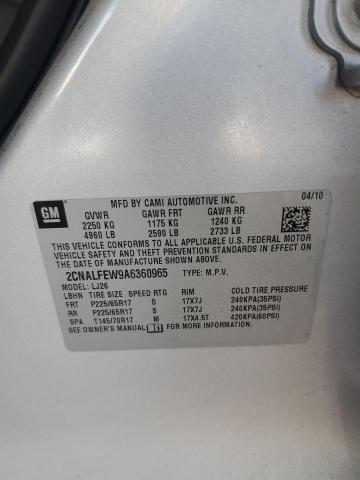 GM
MFD BY CAMI AUTOMOTIVE INC. 04/10
GVWR GAWR FRT GAWR RR
2250 KG 1175 KG 1240 KG
4960 LB 2590 LB 2733 LB
THIS VEHICLE CONFORMS TO ALL APPLICABLE U.S.
FEDERAL MOTOR VEHICLE SAFETY, BUMPER, AND
THEFT PREVENTION STANDARDS IN EFFECT ON THE
DATE OF MANUFACTURE SHOWN ABOVE.
2CNALFEW9A6360965 TYPE: M.P.V.
MODEL: LJ26
LBHN TIRE SIZE SPEED RTG RIM COLD TIRE PRESSURE
FRT P225/65R17 S 17X7J 240KPA(35PSI)
RR P225/65R17 S 17X7J 240KPA(35PSI)
SPA T145/70R17 M 17X4.5T 420KPA(60PSI)
SEE OWNER'S MANUAL FOR ADDITIONAL INFORMATION.